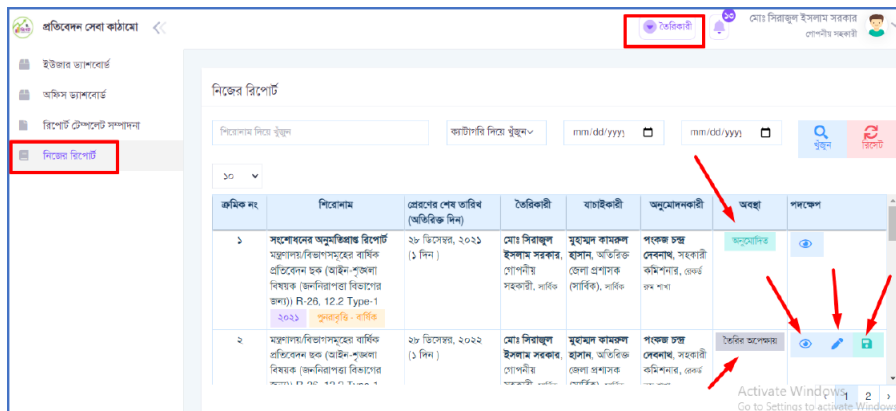 প্রতিবেদন সেবা কাঠামো
তৈরিকারী
১৩
মোঃ সিরাজুল ইসলাম সরকার
গোপনীয় সহকারী
ইউজার ড্যাশবোর্ড
অফিস ড্যাশবোর্ড
রিপোর্ট টেম্পলেট সম্পাদনা
নিজের রিপোর্ট
নিজের রিপোর্ট
শিরোনাম দিয়ে খুঁজুন
ক্যাটাগরি দিয়ে খুঁজুন
mm/dd/yyyy
mm/dd/yyyy
খুঁজুন
রিসেট
১০
ক্রমিক নং
শিরোনাম
প্রেরণের শেষ তারিখ
(অতিরিক্ত দিন)
তৈরিকারী
যাচাইকারী
অনুমোদনকারী
অবস্থা
পদক্ষেপ
১
সংশোধনের অনুমতিপ্রাপ্ত রিপোর্ট
মন্ত্রণালয়/বিভাগসমূহের বার্ষিক
প্রতিবেদন ছক (আইন-শৃঙ্খলা
বিষয়ক (জননিরাপত্তা বিভাগের
জন্য)) R-26, 12.2 Type-1
২০২১
পুনরাবৃত্তি - বার্ষিক
২৮ ডিসেম্বর, ২০২১
(১ দিন )
মোঃ সিরাজুল
ইসলাম সরকার,
গোপনীয়
সহকারী, সার্বিক
মুহাম্মদ কামরুল
হাসান, অতিরিক্ত
জেলা প্রশাসক
(সার্বিক), সার্বিক
পংকজ চন্দ্র
দেবনাথ, সহকারী
কমিশনার, রেকর্ড
রুম শাখা
অনুমোদিত
২
মন্ত্রণালয়/বিভাগসমূহের বার্ষিক
প্রতিবেদন ছক (আইন-শৃঙ্খলা
বিষয়ক (জননিরাপত্তা বিভাগের
জন্য)) R-26, 12.2 Type-1
২৮ ডিসেম্বর, ২০২২
(১ দিন )
মোঃ সিরাজুল
ইসলাম সরকার,
গোপনীয়
সহকারী, সার্বিক
মুহাম্মদ কামরুল
হাসান, অতিরিক্ত
জেলা প্রশাসক
(সার্বিক), সার্বিক
পংকজ চন্দ্র
দেবনাথ, সহকারী
কমিশনার, রেকর্ড
তৈরির অপেক্ষায়
Activate Windows
1 2
Go to Settings to activate Windows